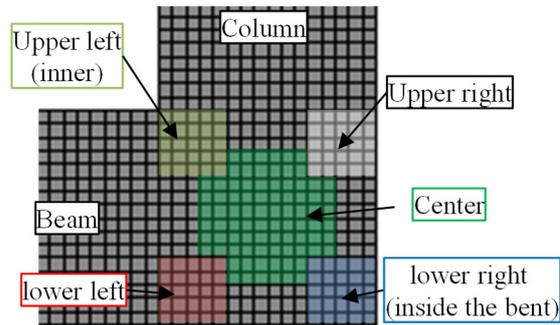 Column
Upper left
(inner)
Upper right
Beam
Center
lower left
lower right
(inside the bent)